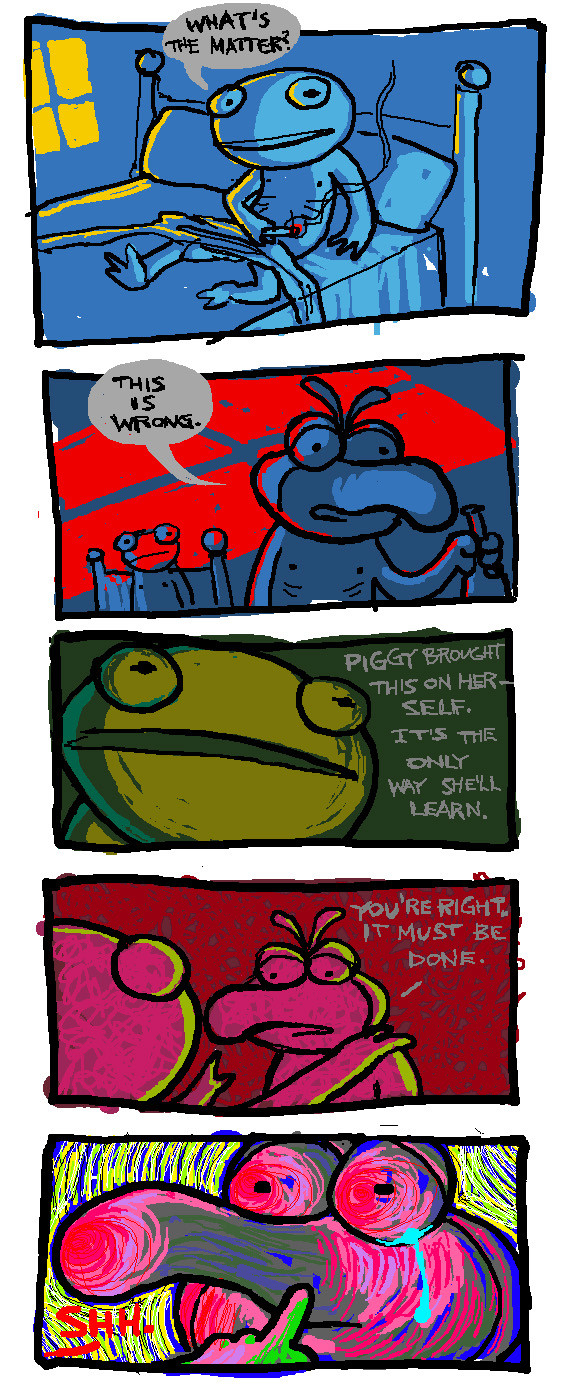 WHAT'S
THE MATTER?
THIS
IS
WRONG.
PIGGY BROUGHT
THIS ON HER-
SELF.
IT'S THE
ONLY
WAY SHE'LL
LEARN.
YOU'RE RIGHT.
IT MUST BE
DONE.
SHH.